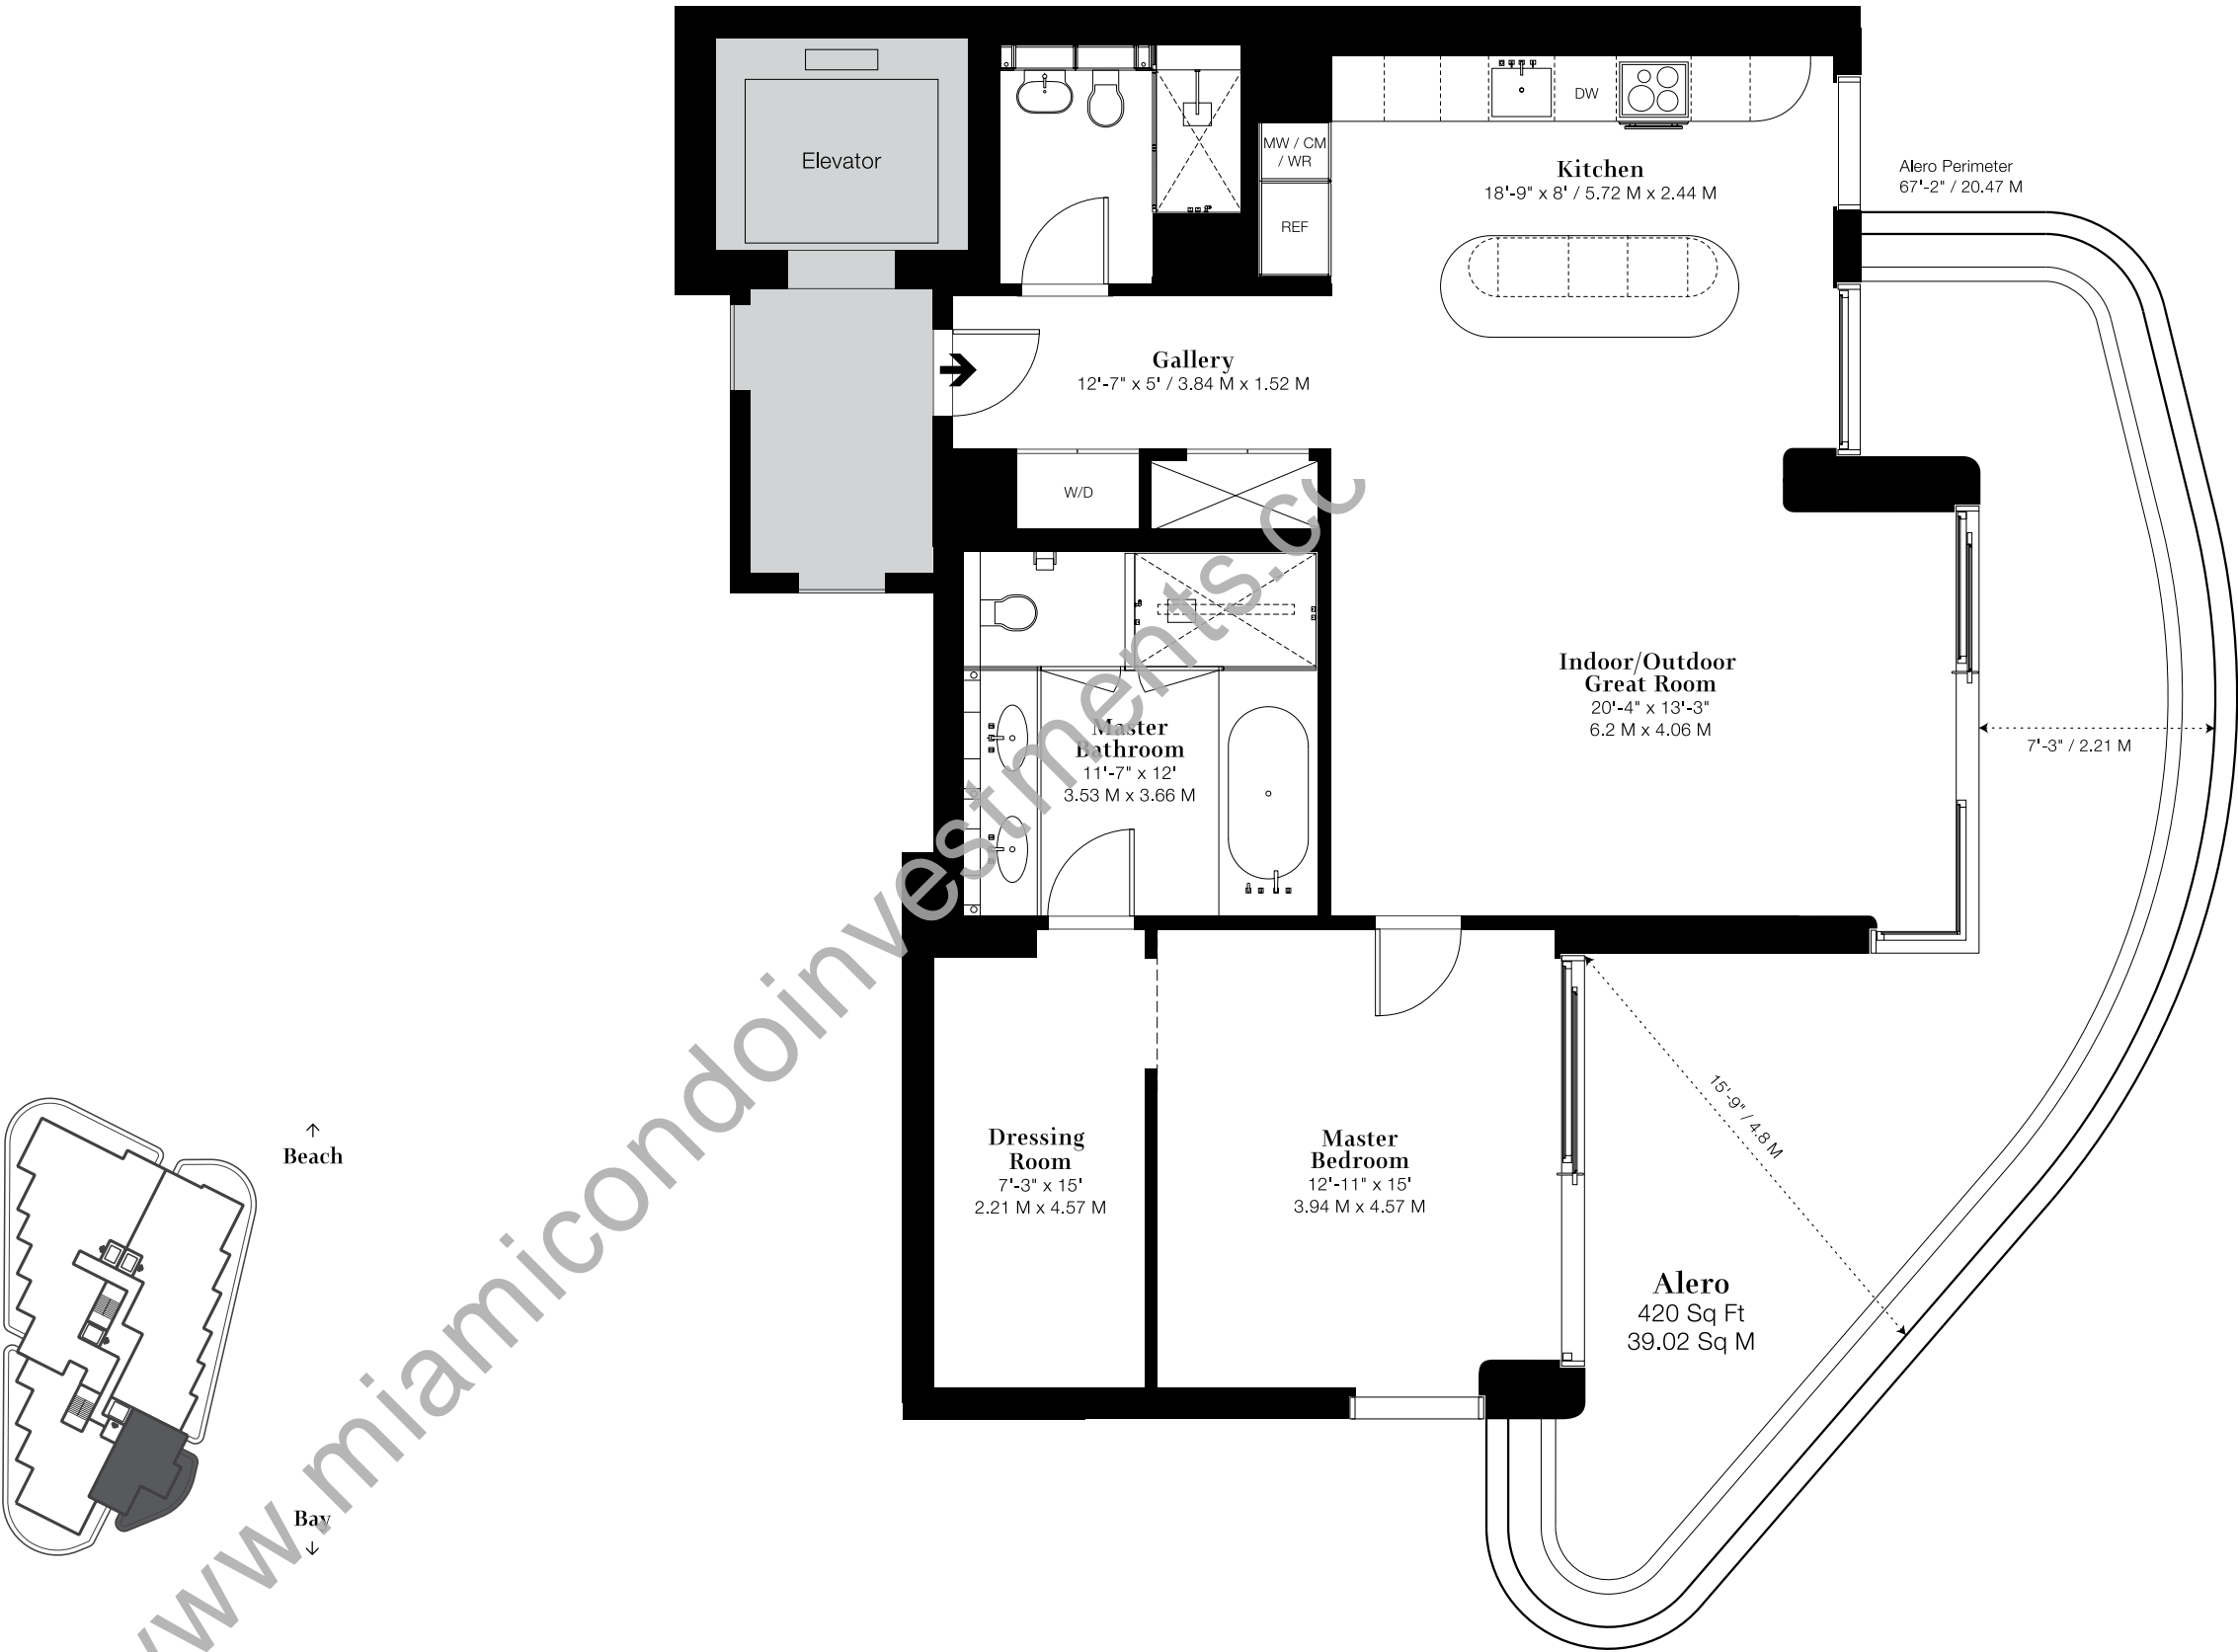 Elevator
MW / CM
/ WR
REF
DW
Kitchen
18'-9" x 8' / 5.72 M x 2.44 M
Alero Perimeter
67'-2" / 20.47 M
Gallery
12'-7" x 5' / 3.84 M x 1.52 M
W/D
Indoor/Outdoor
Great Room
20'-4" x 13'-3"
6.2 M x 4.06 M
7'-3" / 2.21 M
Master
Bathroom
11'-7" x 12'
3.53 M x 3.66 M
Dressing
Room
7'-3" x 15'
2.21 M x 4.57 M
Master
Bedroom
12'-11" x 15'
3.94 M x 4.57 M
15'-9" / 4.8 M
Alero
420 Sq Ft
39.02 Sq M
Beach
Bay
www.miamicondoinvestments.cc